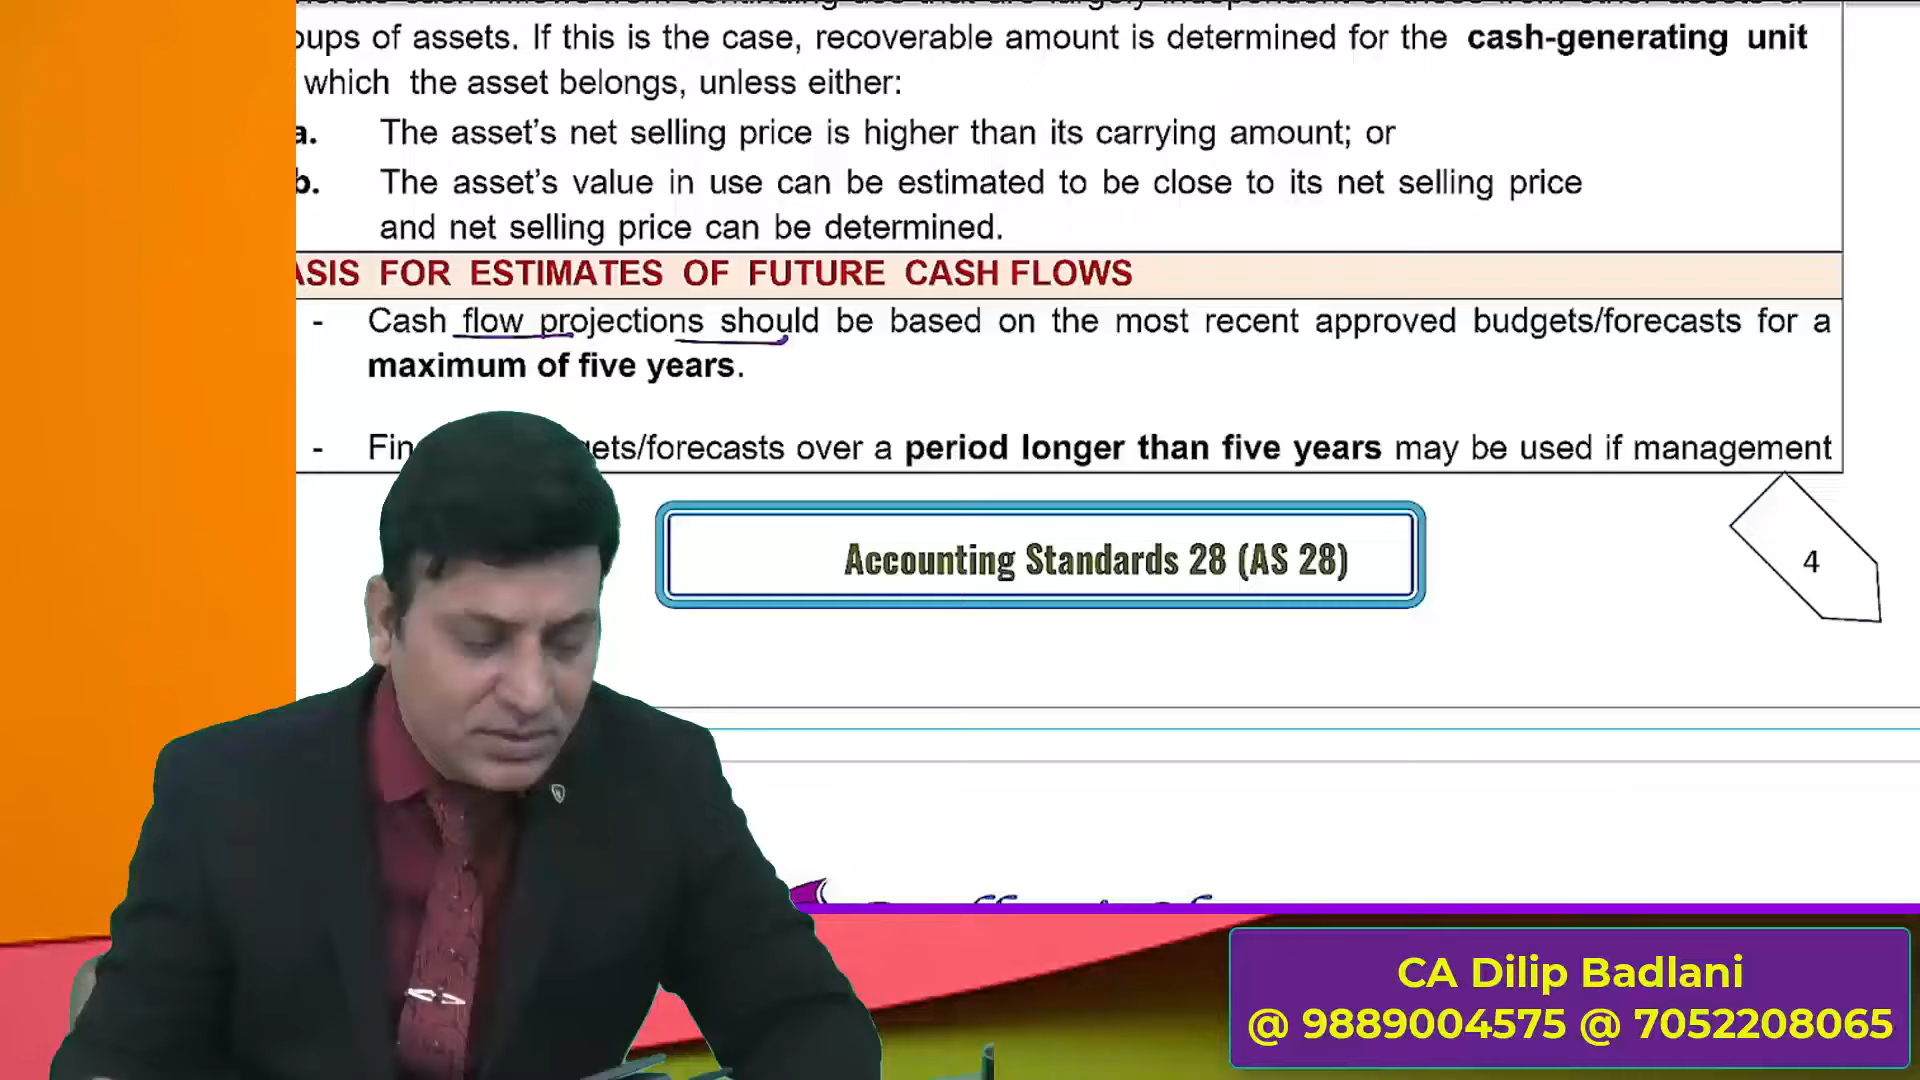 oups of assets. If this is the case, recoverable amount is determined for the cash-generating unit
which the asset belongs, unless either:
a. The asset’s net selling price is higher than its carrying amount; or
b. The asset’s value in use can be estimated to be close to its net selling price
and net selling price can be determined.
ASIS FOR ESTIMATES OF FUTURE CASH FLOWS
- Cash flow projections should be based on the most recent approved budgets/forecasts for a
maximum of five years.
- Fin ets/forecasts over a period longer than five years may be used if management
Accounting Standards 28 (AS 28)
4
CA Dilip Badlani
@ 9889004575 @ 7052208065